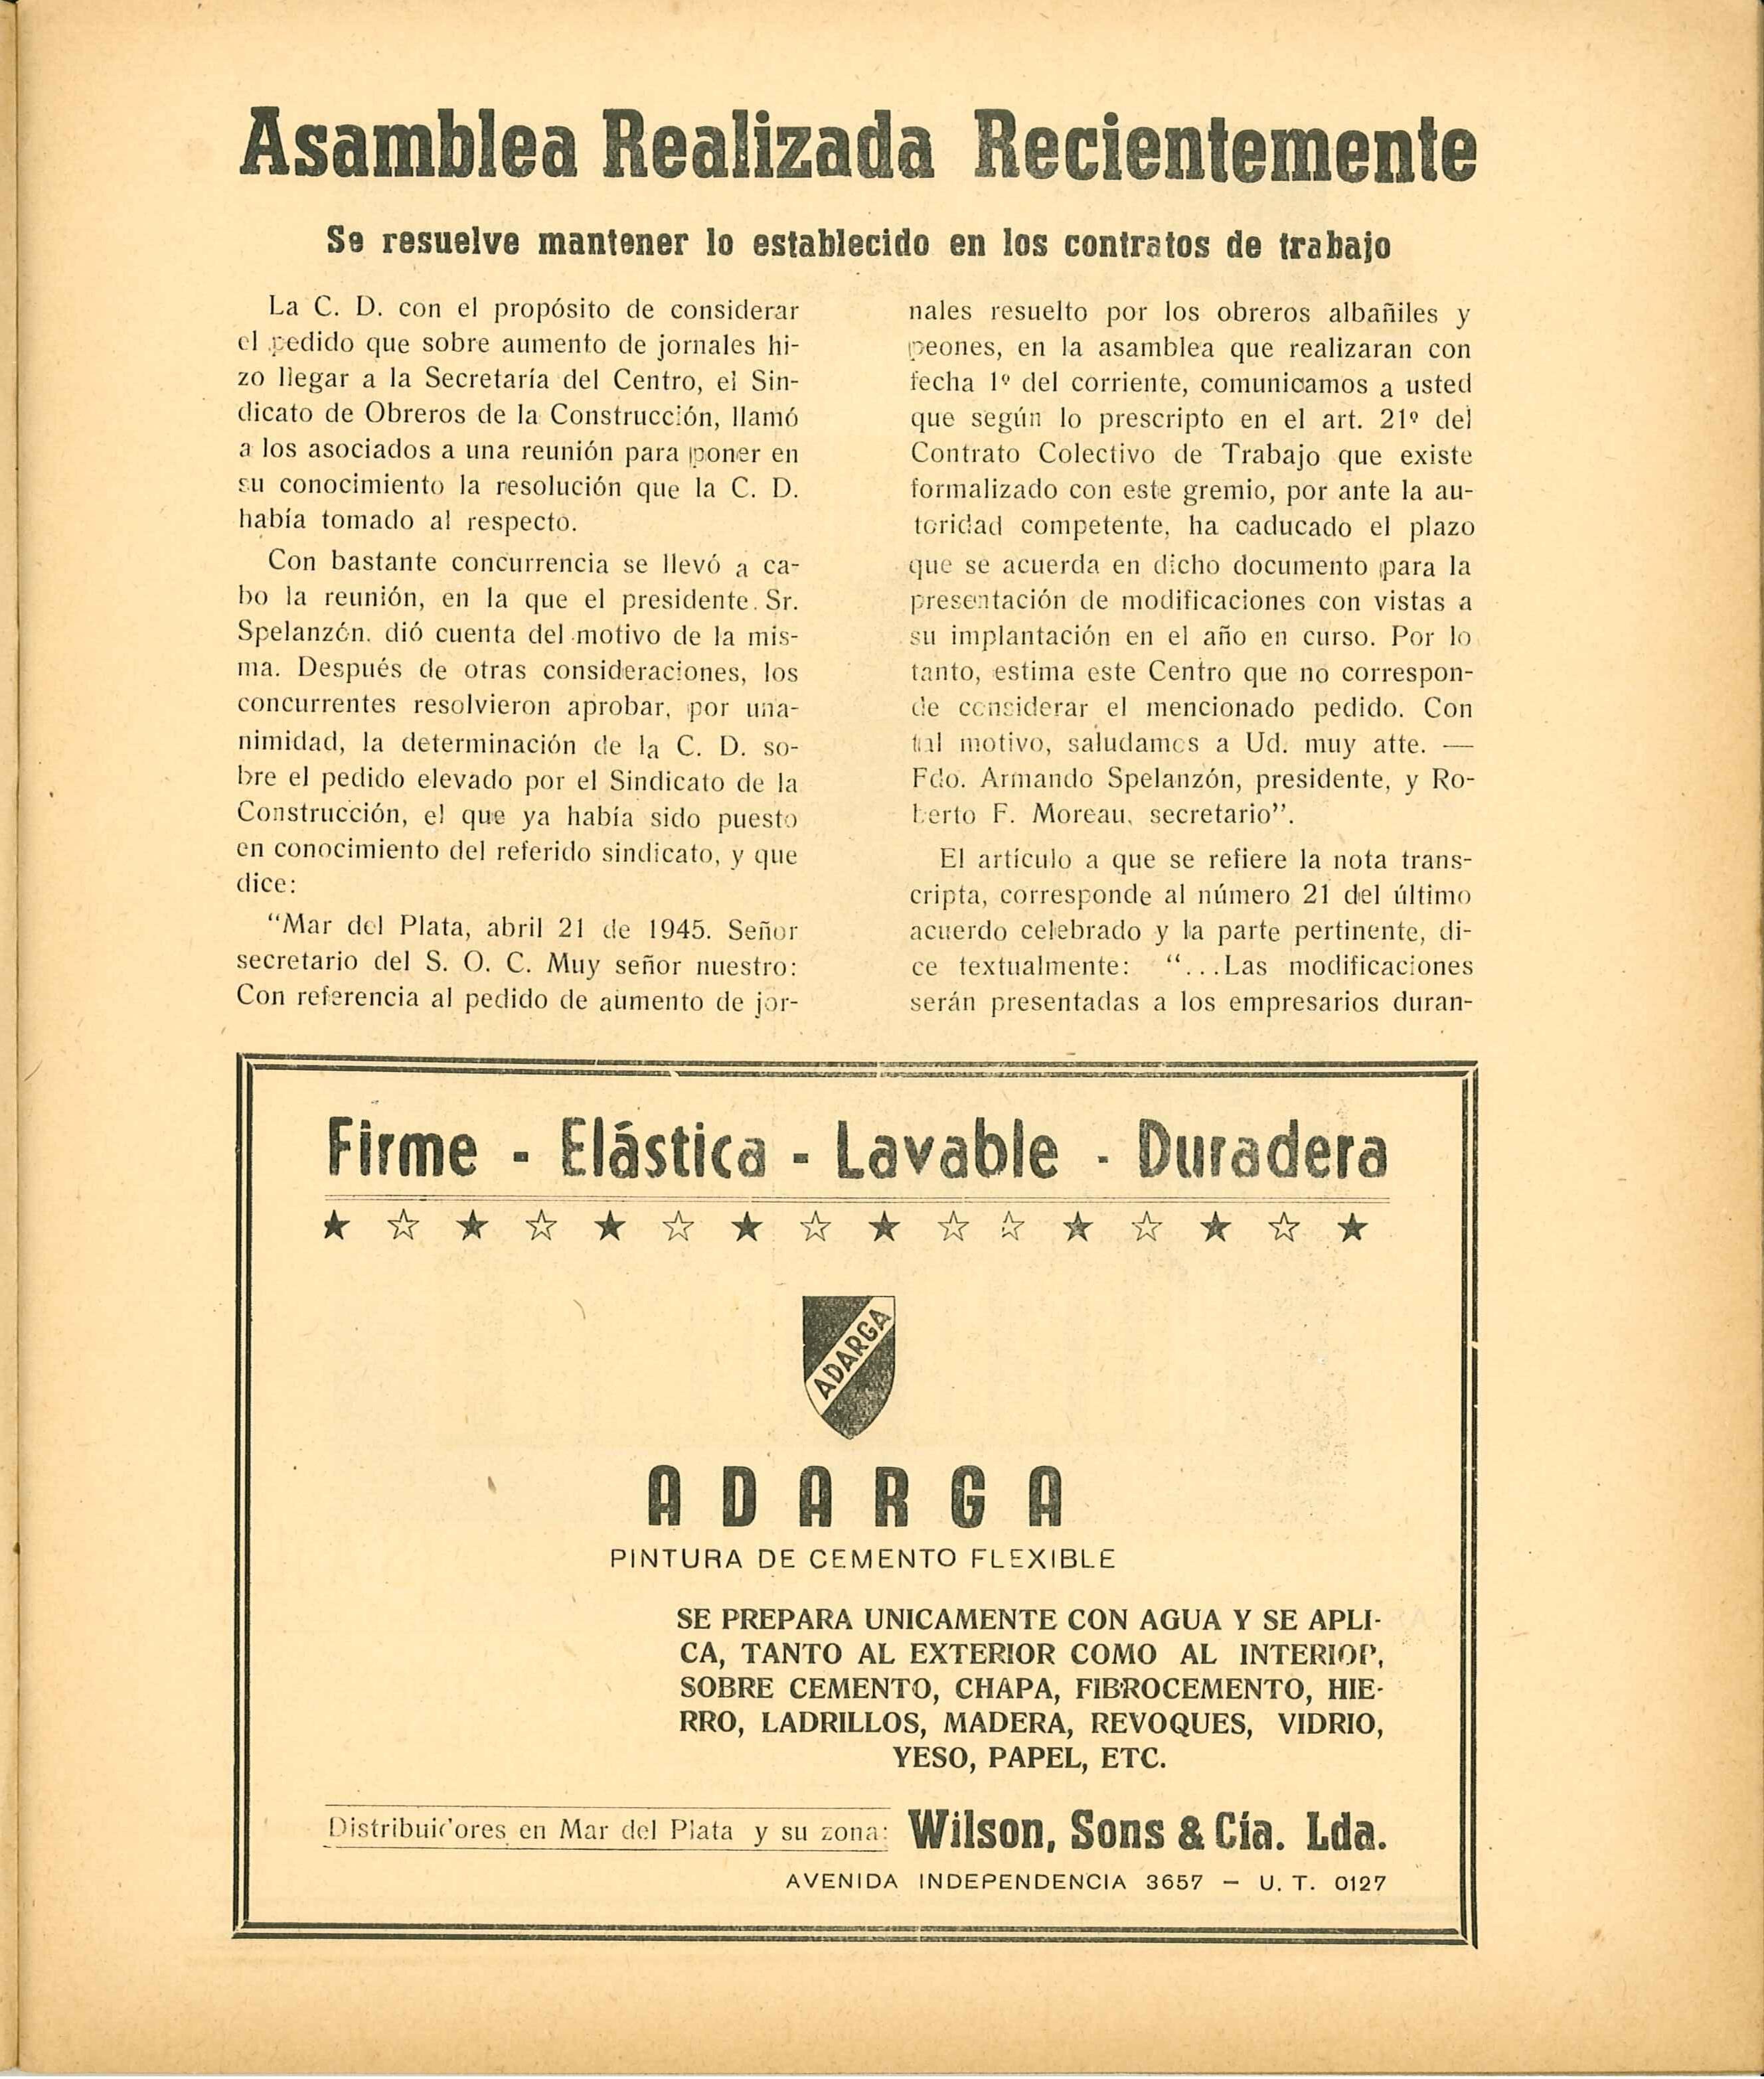 Asamblea Realizada Recientemente
Se resuelve mantener lo establecido en los contratos de trabajo
La C. D. con el propósito de considerar
el pedido que sobre aumento de jornales hi-
zo llegar a la Secretaría del Centro, el Sin-
dicato de Obreros de la Construcción, llamó
a los asociados a una reunión para poner en
su conocimiento la resolución que la C. D.
había tomado al respecto.
Con bastante concurrencia se llevó a ca-
bo la reunión, en la que el presidente. Sr.
Spelanzón. dió cuenta del motivo de la mis-
ma. Después de otras consideraciones, los
concurrentes resolvieron aprobar, por una-
nimidad, la determinación de la C. D. so-
bre el pedido elevado por el Sindicato de la
Construcción, el que ya había sido puesto
en conocimiento del referido sindicato, y que
dice:
“Mar del Plata, abril 21 de 1945. Señor
secretario del S. O. C. Muy señor nuestro:
Con referencia al pedido de aumento de jor-
nales resuelto por los obreros albañiles y
peones, en la asamblea que realizaran con
fecha 1º del corriente, comunicamos a usted
que según lo prescripto en el art. 21º del
Contrato Colectivo de Trabajo que existe
formalizado con este gremio, por ante la au-
toridad competente, ha caducado el plazo
que se acuerda en dicho documento para la
presentación de modificaciones con vistas a
su implantación en el año en curso. Por lo
tanto, estima este Centro que no correspon-
de considerar el mencionado pedido. Con
tal motivo, saludamos a Ud. muy atte. —
Fdo. Armando Spelanzón, presidente, y Ro-
berto F. Moreau, secretario”.
El artículo a que se refiere la nota trans-
cripta, corresponde al número 21 del último
acuerdo celebrado y la parte pertinente, di-
ce textualmente: “...Las modificaciones
serán presentadas a los empresarios duran-
Firme - Elástica - Lavable - Duradera
★ ☆ ★ ☆ ★ ☆ ★ ☆ ★ ☆ ☆ ★ ☆ ★ ☆ ★
ADARGA
ADARGA
PINTURA DE CEMENTO FLEXIBLE
SE PREPARA UNICAMENTE CON AGUA Y SE APLI-
CA, TANTO AL EXTERIOR COMO AL INTERIOR,
SOBRE CEMENTO, CHAPA, FIBROCEMENTO, HIE-
RRO, LADRILLOS, MADERA, REVOQUES, VIDRIO,
YESO, PAPEL, ETC.
Distribuidores en Mar del Plata y su zona: Wilson, Sons & Cía. Lda.
AVENIDA INDEPENDENCIA 3657 — U. T. 0127